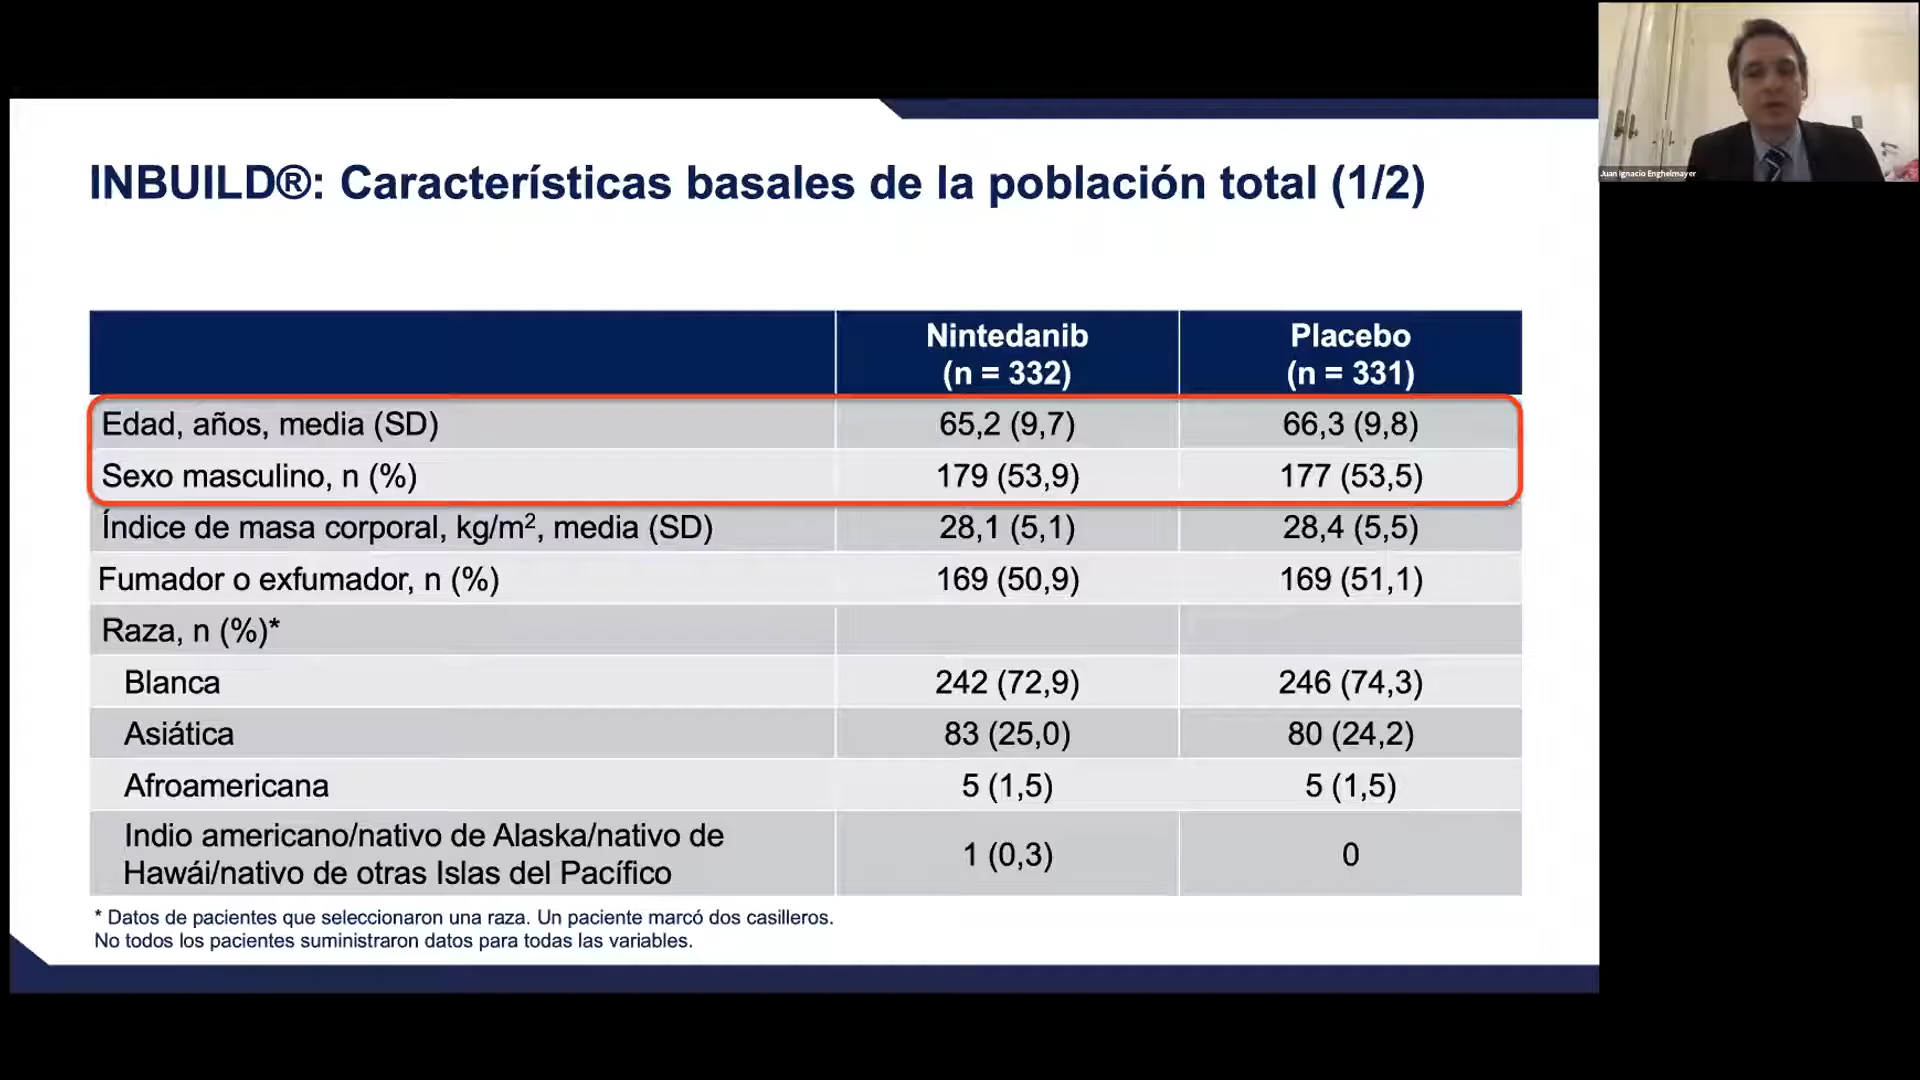 Juan Ignacio Enghelmayer
INBUILD®: Características basales de la población total (1/2)
Nintedanib (n = 332) Placebo (n = 331)
Edad, años, media (SD) 65,2 (9,7) 66,3 (9,8)
Sexo masculino, n (%) 179 (53,9) 177 (53,5)
Índice de masa corporal, kg/m², media (SD) 28,1 (5,1) 28,4 (5,5)
Fumador o exfumador, n (%) 169 (50,9) 169 (51,1)
Raza, n (%)*
Blanca 242 (72,9) 246 (74,3)
Asiática 83 (25,0) 80 (24,2)
Afroamericana 5 (1,5) 5 (1,5)
Indio americano/nativo de Alaska/nativo de
Hawái/nativo de otras Islas del Pacífico 1 (0,3) 0
* Datos de pacientes que seleccionaron una raza. Un paciente marcó dos casilleros.
No todos los pacientes suministraron datos para todas las variables.